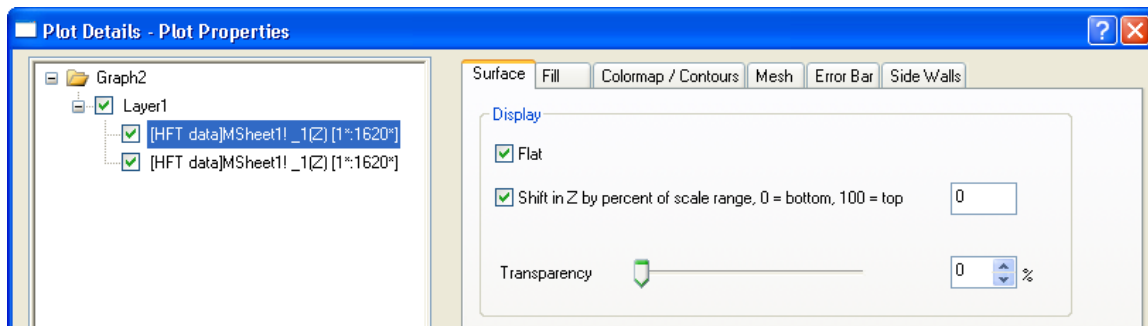 Plot Details - Plot Properties
Graph2
Layer1
[HFT data]MSheet1! _1(Z) [1*:1620*]
[HFT data]MSheet1! _1(Z) [1*:1620*]
Surface Fill Colormap / Contours Mesh Error Bar Side Walls
Display
Flat
Shift in Z by percent of scale range, 0 = bottom, 100 = top 0
Transparency 0 %